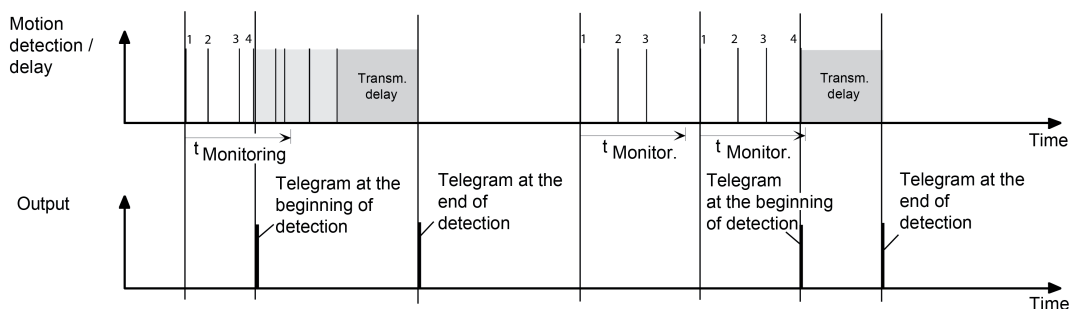 Motion
detection /
delay
1 2 3 4
Transm.
delay
1 2 3
1 2 3 4
Transm.
delay
Time
t Monitoring
t Monitor.
t Monitor.
Output
Telegram at the
beginning of
detection
Telegram at the
end of
detection
Telegram
at the beginning
of detection
Telegram at the
end of
detection
Time